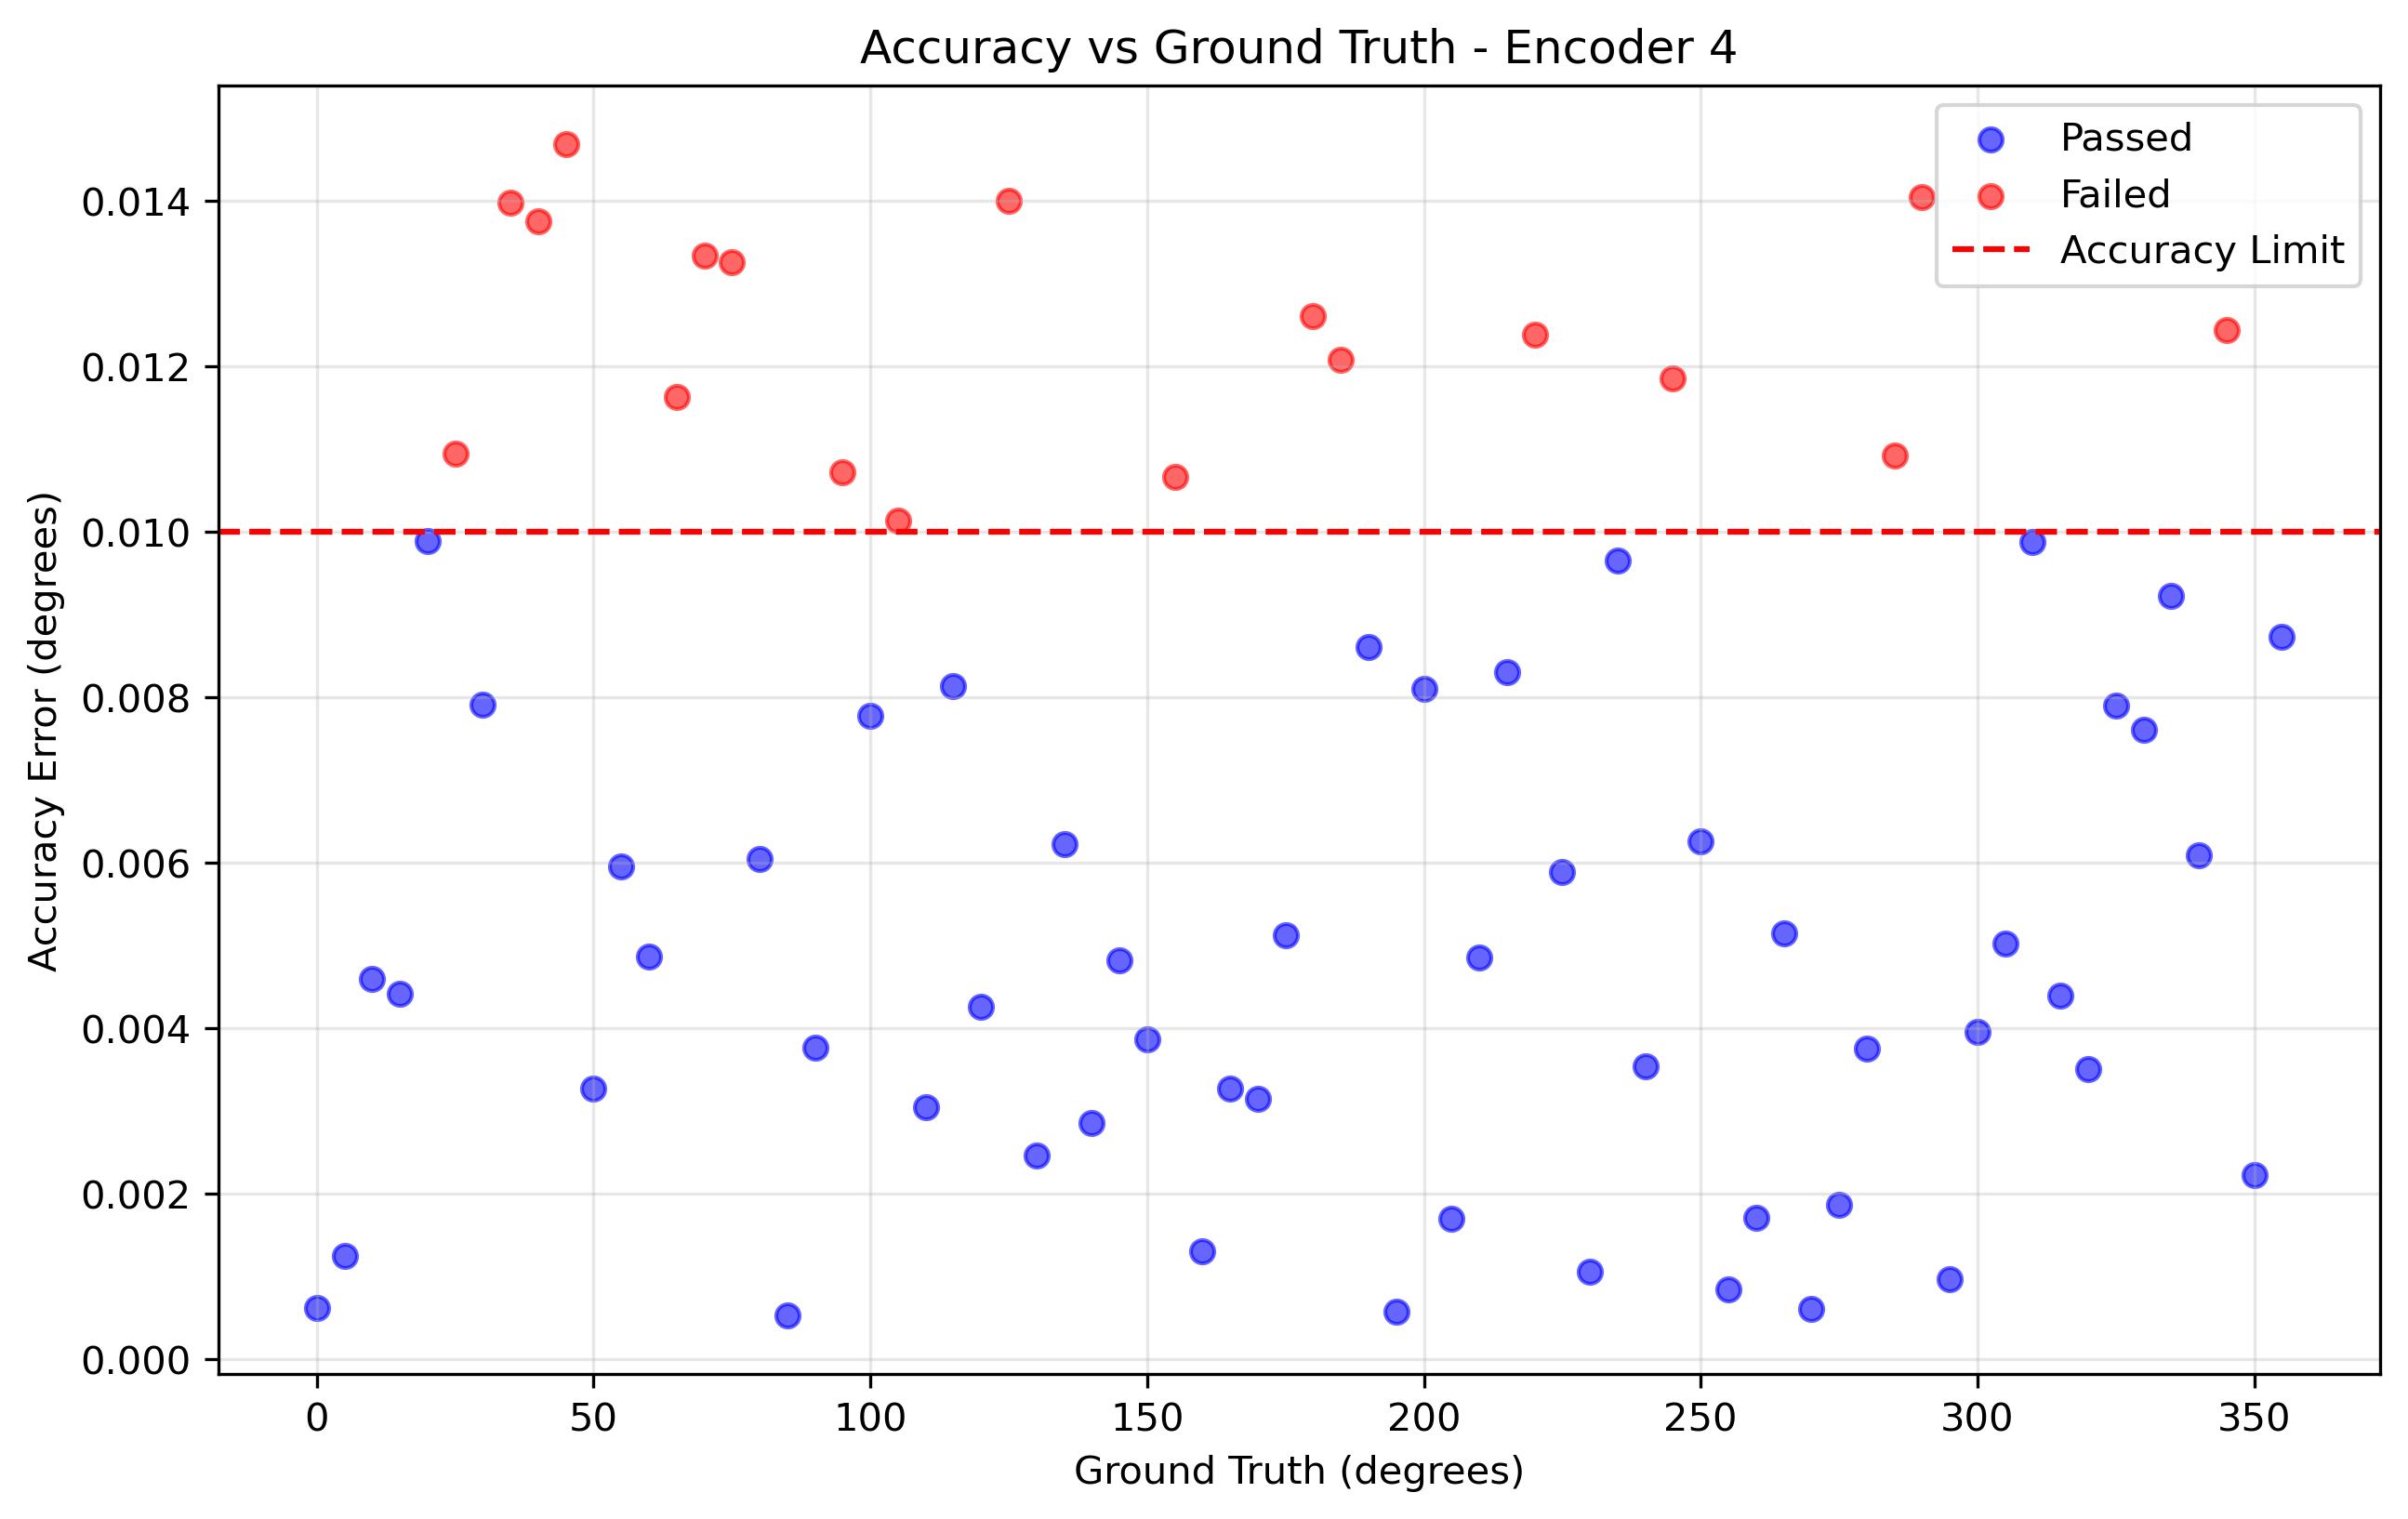 Accuracy vs Ground Truth - Encoder 4
Passed
Failed
Accuracy Limit
Accuracy Error (degrees)
0.014
0.012
0.010
0.008
0.006
0.004
0.002
0.000
0 50 100 150 200 250 300 350
Ground Truth (degrees)